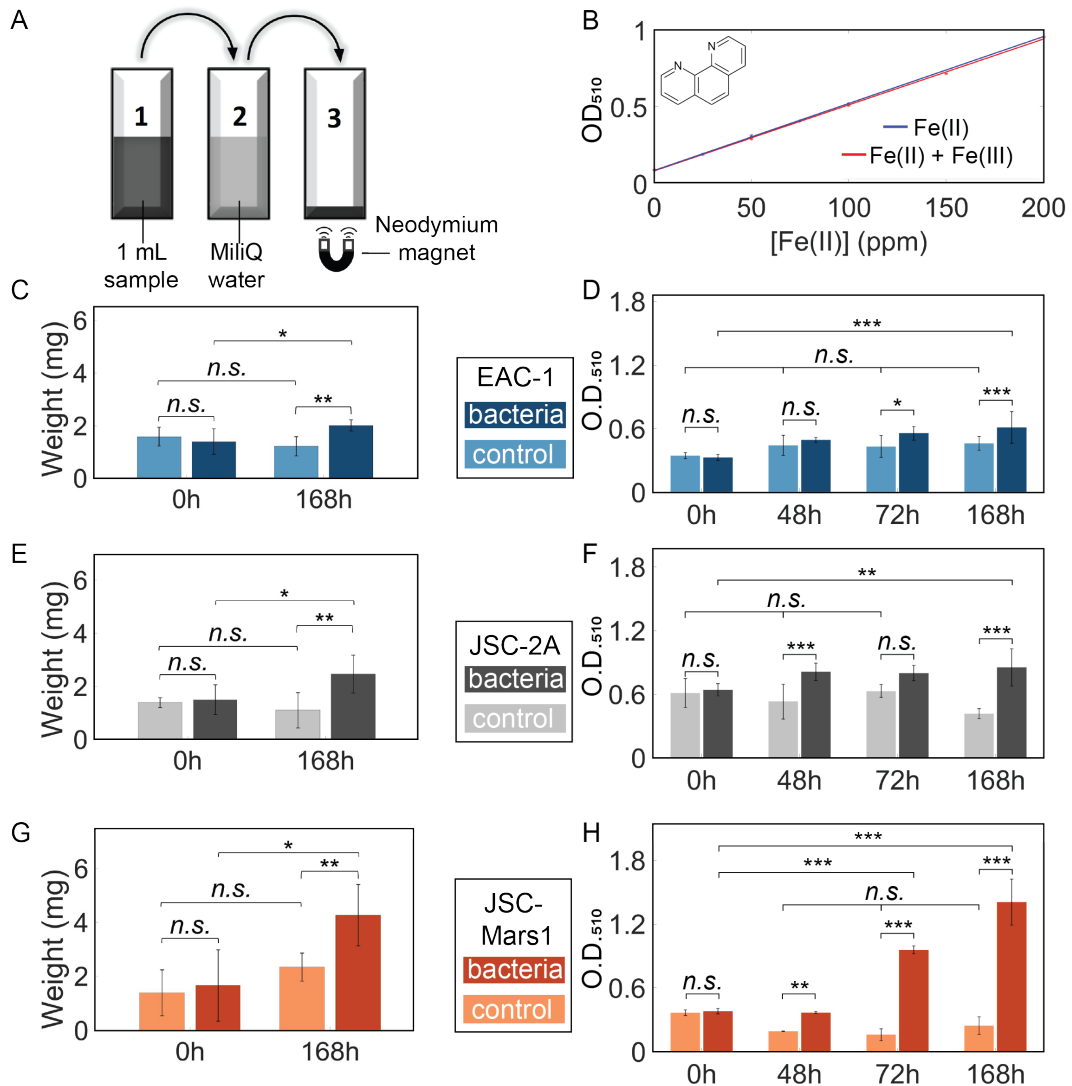 A
1
2
3
1 mL
sample
MiliQ
water
Neodymium
magnet
B
N
N
OD510
1
0.5
0
Fe(II)
Fe(II) + Fe(III)
0
50
100
150
200
[Fe(II)] (ppm)
C
Weight (mg)
6
4
2
0
*
n.s.
n.s.
**
0h
168h
EAC-1
bacteria
control
D
O.D.510
1.8
1.2
0.6
0
***
n.s.
n.s.
n.s.
*
***
0h
48h
72h
168h
E
Weight (mg)
6
4
2
0
*
n.s.
n.s.
**
0h
168h
JSC-2A
bacteria
control
F
O.D.510
1.8
1.2
0.6
0
**
n.s.
n.s.
***
n.s.
***
0h
48h
72h
168h
G
Weight (mg)
6
4
2
0
*
n.s.
n.s.
**
0h
168h
JSC-
Mars1
bacteria
control
H
O.D.510
1.8
1.2
0.6
0
***
***
n.s.
n.s.
**
***
***
0h
48h
72h
168h